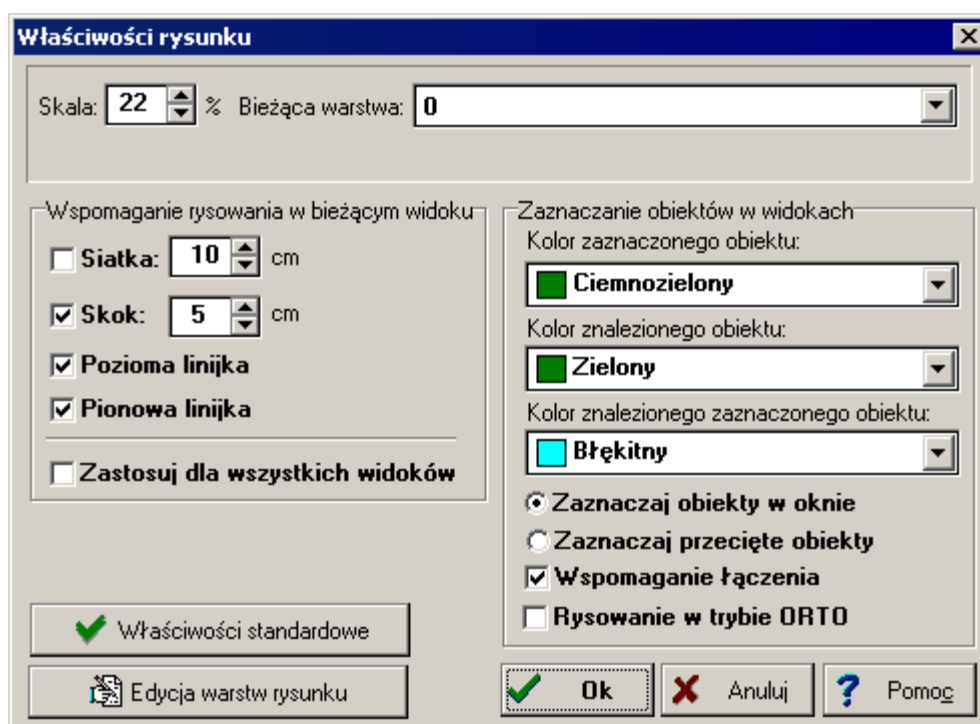 Właściwości rysunku
Skala: 22 % Bieżąca warstwa: 0
Wspomaganie rysowania w bieżącym widoku
Siatka: 10 cm
Skok: 5 cm
Pozioma linijka
Pionowa linijka
Zastosuj dla wszystkich widoków
Zaznaczanie obiektów w widokach
Kolor zaznaczonego obiektu:
Ciemnozielony
Kolor znalezionego obiektu:
Zielony
Kolor znalezionego zaznaczonego obiektu:
Błękitny
Zaznaczaj obiekty w oknie
Zaznaczaj przecięte obiekty
Wspomaganie łączenia
Rysowanie w trybie ORTO
Właściwości standardowe
Edycja warstw rysunku
Ok Anuluj Pomoc